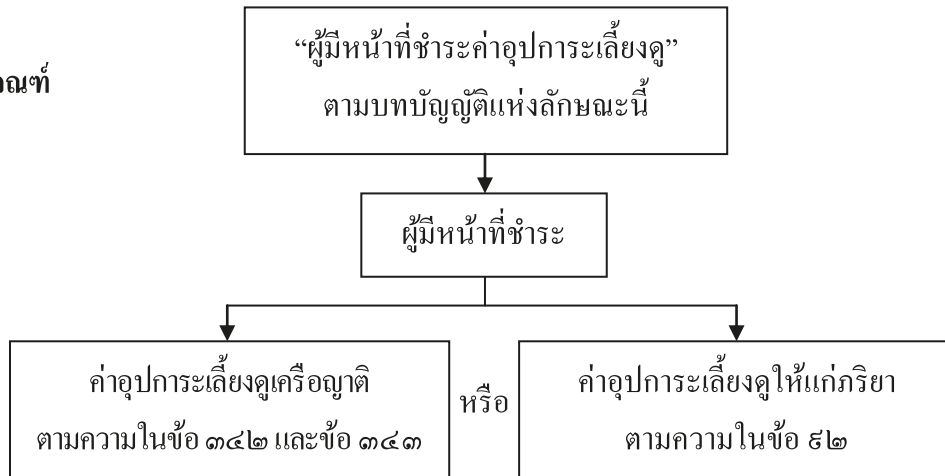 “ผู้มีหน้าที่ชำระค่าอุปการะเลี้ยงดู”
ตามบทบัญญัติแห่งลักษณะนี้
ผู้มีหน้าที่ชำระ
ค่าอุปการะเลี้ยงดูเครือญาติ
ตามความในข้อ ๓๔๒ และข้อ ๓๔๓
หรือ
ค่าอุปการะเลี้ยงดูให้แก่ภริยา
ตามความในข้อ ๙๒